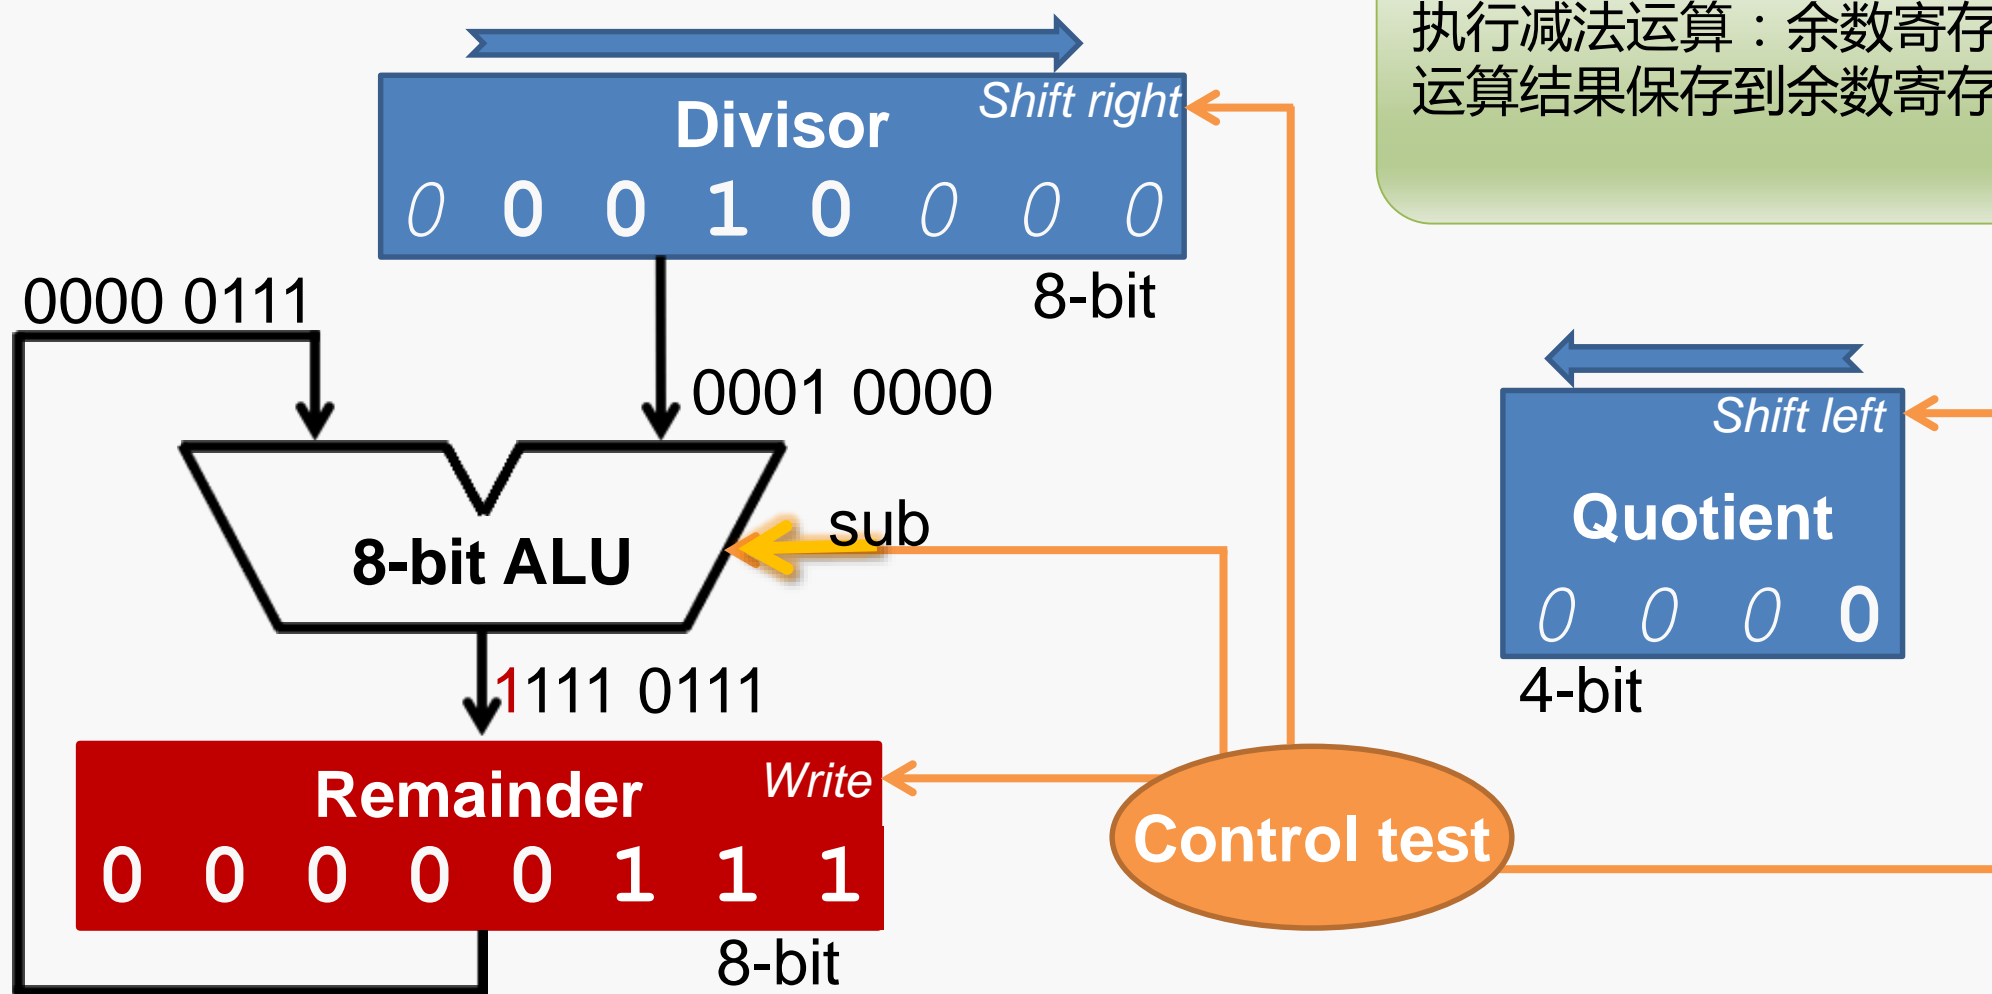 执行减法运算：余数寄存
运算结果保存到余数寄存
Shift right
Divisor
0 0 0 1 0 0 0 0
8-bit
0000 0111
0001 0000
Shift left
Quotient
0 0 0 0
4-bit
sub
8-bit ALU
1111 0111
Write
Remainder
0 0 0 0 0 1 1 1
8-bit
Control test